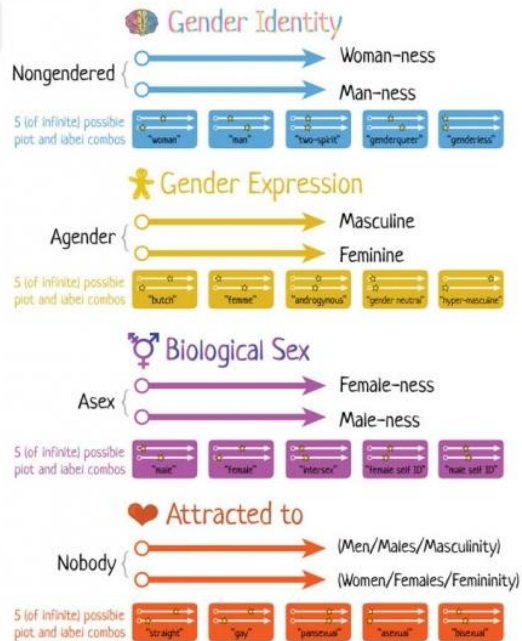 Gender Identity
Nongendered
Woman-ness
Man-ness
5 (of infinite) possible
plot and label combos
"woman" "man" "two-spirit" "genderqueer" "genderless"
Gender Expression
Agender
Masculine
Feminine
5 (of infinite) possible
plot and label combos
"butch" "femme" "androgynous" "gender neutral" "hyper-masculine"
Biological Sex
Asex
Female-ness
Male-ness
5 (of infinite) possible
plot and label combos
"male" "female" "intersex" "female self ID" "male self ID"
Attracted to
Nobody
(Men/Males/Masculinity)
(Women/Females/Femininity)
5 (of infinite) possible
plot and label combos
"straight" "gay" "pansexual" "asexual" "bisexual"